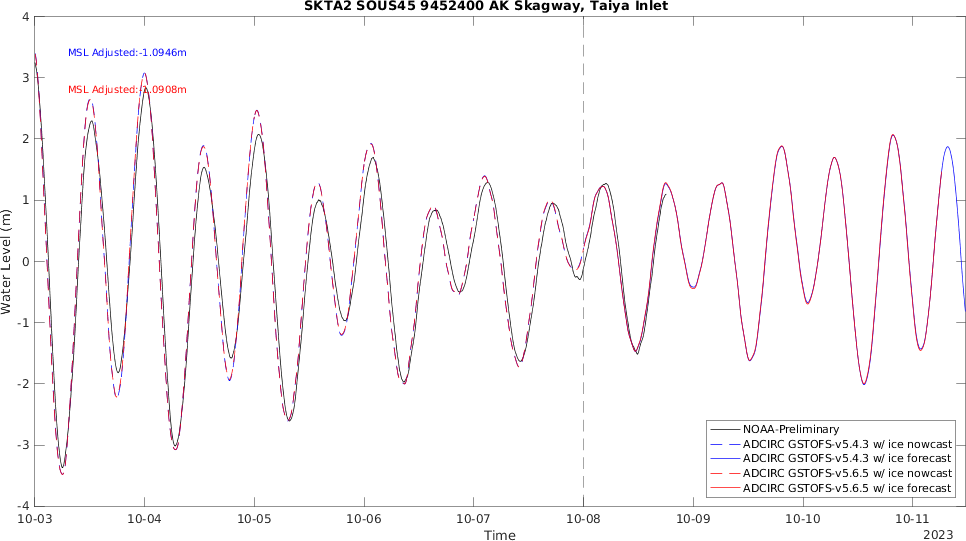 SKTA2 SOUS45 9452400 AK Skagway, Taiya Inlet
MSL Adjusted:-1.0946m
MSL Adjusted:-1.0908m
4
3
2
1
0
-1
-2
-3
-4
Water Level (m)
NOAA-Preliminary
ADCIRC GSTOFS-v5.4.3 w/ ice nowcast
ADCIRC GSTOFS-v5.4.3 w/ ice forecast
ADCIRC GSTOFS-v5.6.5 w/ ice nowcast
ADCIRC GSTOFS-v5.6.5 w/ ice forecast
10-03 10-04 10-05 10-06 10-07 10-08 10-09 10-10 10-11
Time
2023